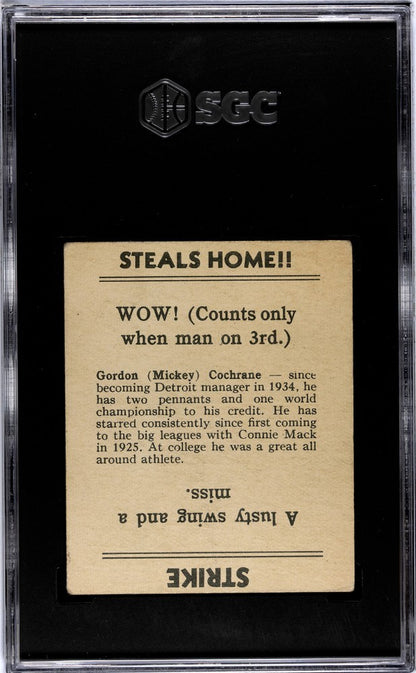 SGC
STEALS HOME!!
WOW! (Counts only
when man on 3rd.)
Gordon (Mickey) Cochrane — since
becoming Detroit manager in 1934, he
has two pennants and one world
championship to his credit. He has
starred consistently since first coming
to the big leagues with Connie Mack
in 1925. At college he was a great all
around athlete.
STRIKE
A lusty swing and a
miss.